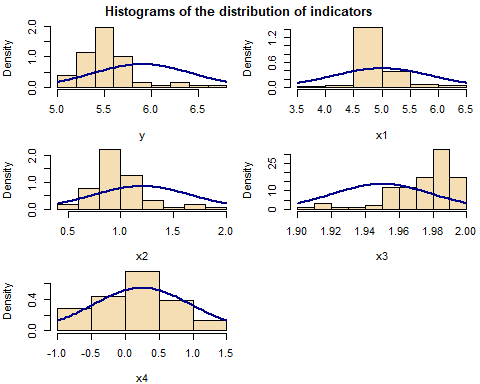 Histograms of the distribution of indicators
Density
0.0 1.0 2.0
5.0 5.5 6.0 6.5
y
Density
0.0 0.6 1.2
3.5 4.0 4.5 5.0 5.5 6.0 6.5
x1
Density
0.0 1.0 2.0
0.5 1.0 1.5 2.0
x2
Density
0 10 25
1.90 1.92 1.94 1.96 1.98 2.00
x3
Density
0.0 0.4
-1.0 -0.5 0.0 0.5 1.0 1.5
x4